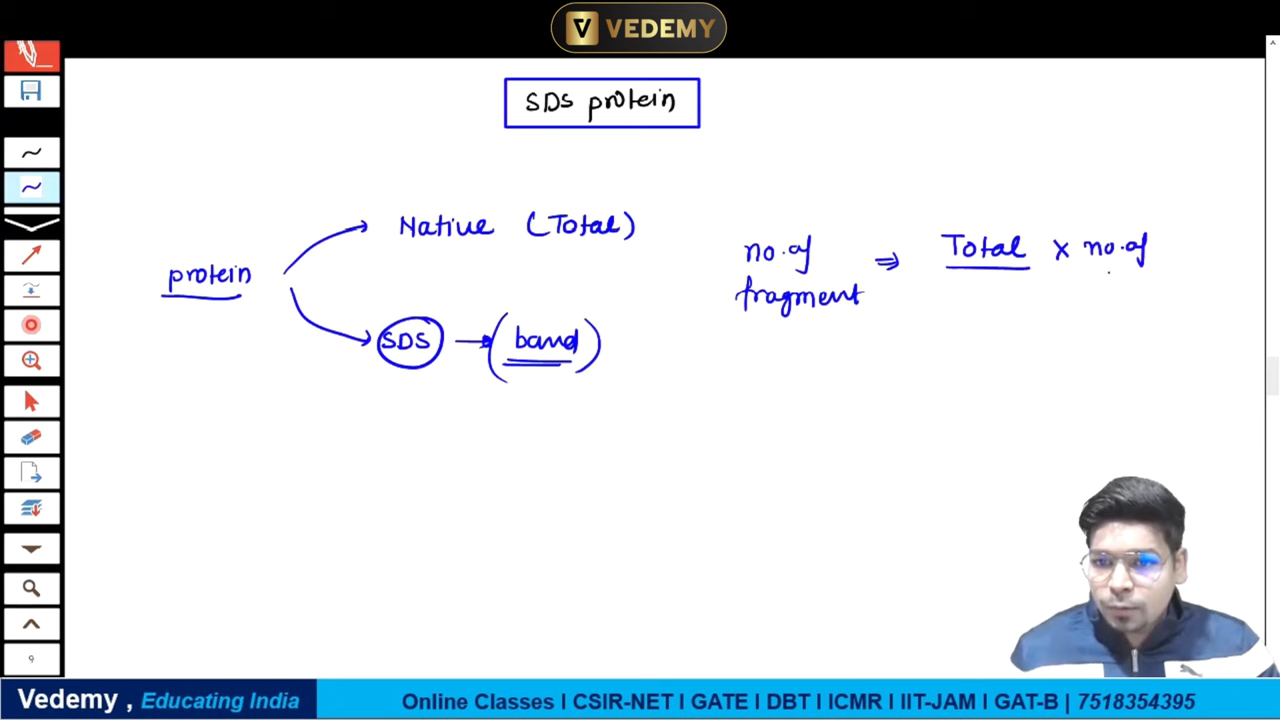 VEDEMY
SDS protein
Native (Total)
protein
SDS → (band)
no. of fragment ⇒ Total × no. of
9
Vedemy , Educating India
Online Classes I CSIR-NET I GATE I DBT I ICMR I IIT-JAM I GAT-B | 7518354395